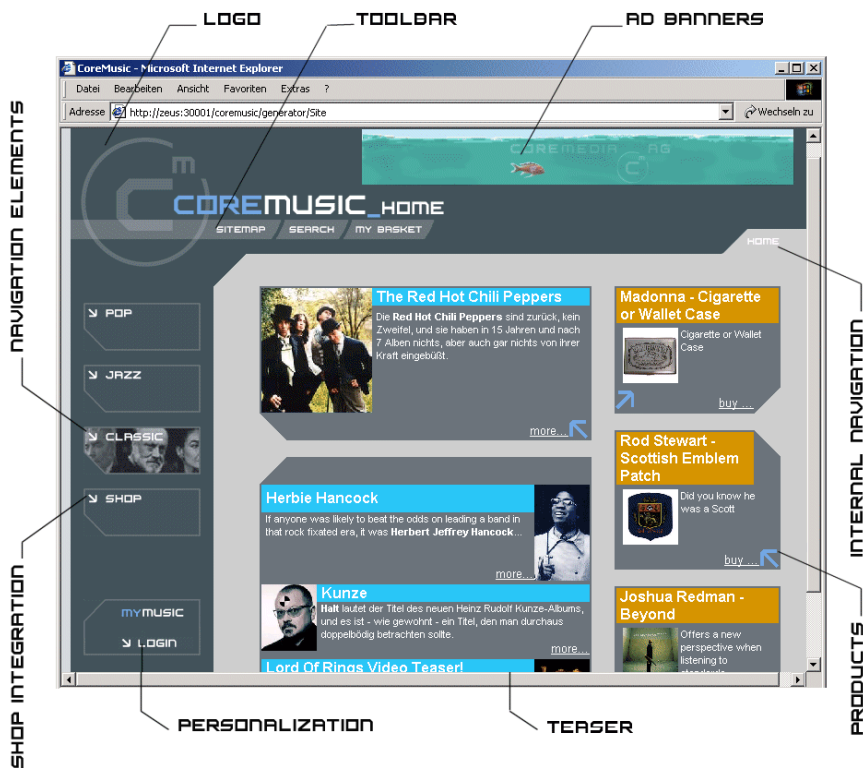 LOGO
TOOLBAR
AD BANNERS
CoreMusic - Microsoft Internet Explorer
Datei Bearbeiten Ansicht Favoriten Extras ?
Adresse http://zeus:30001/coremusic/generator/Site Wechseln zu
NAVIGATION ELEMENTS
COREMEDIA AG
C
C m
COREMUSIC_HOME
SITEMAP SEARCH MY BASKET
HOME
POP
JAZZ
CLASSIC
SHOP
MYMUSIC
LOGIN
The Red Hot Chili Peppers
Die Red Hot Chili Peppers sind zurück, kein
Zweifel, und sie haben in 15 Jahren und nach
7 Alben nichts, aber auch gar nichts von ihrer
Kraft eingebüßt.
more...
Herbie Hancock
If anyone was likely to beat the odds on leading a band in
that rock fixated era, it was Herbert Jeffrey Hancock...
more...
Kunze
Halt lautet der Titel des neuen Heinz Rudolf Kunze-Albums,
und es ist - wie gewohnt - ein Titel, den man durchaus
doppelbödig betrachten sollte.
more...
Lord Of Rings Video Teaser!
Madonna - Cigarette
or Wallet Case
Cigarette or Wallet
Case
buy ...
Rod Stewart -
Scottish Emblem
Patch
Did you know he
was a Scott
buy ...
Joshua Redman -
Beyond
Offers a new
perspective when
listening to
standards
INTERNAL NAVIGATION
SHOP INTEGRATION
PRODUCTS
PERSONALIZATION
TEASER